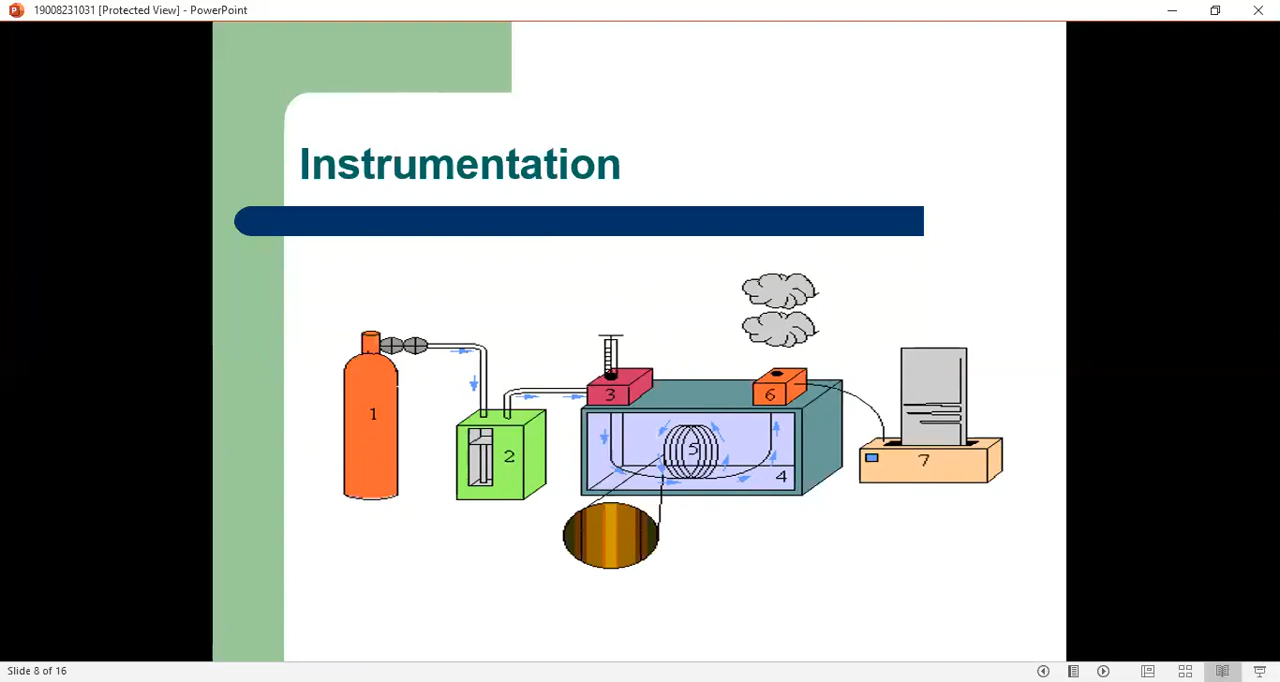 19008231031 [Protected View] - PowerPoint
Instrumentation
1
2
3
4
5
6
7
Slide 8 of 16